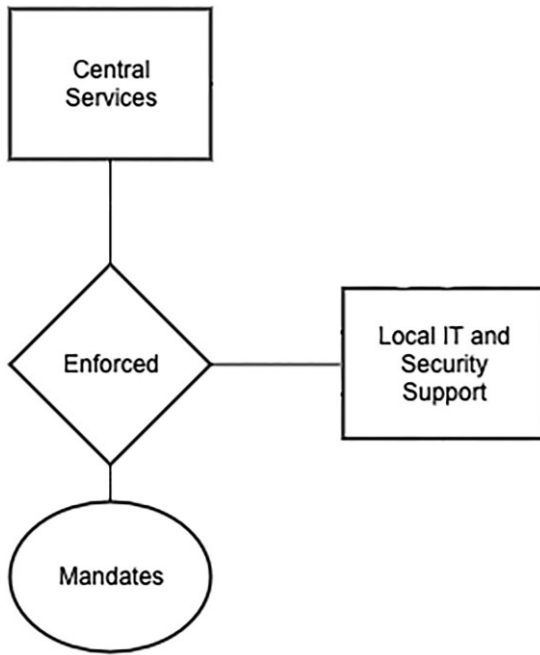 Central
Services
Enforced
Local IT and
Security
Support
Mandates